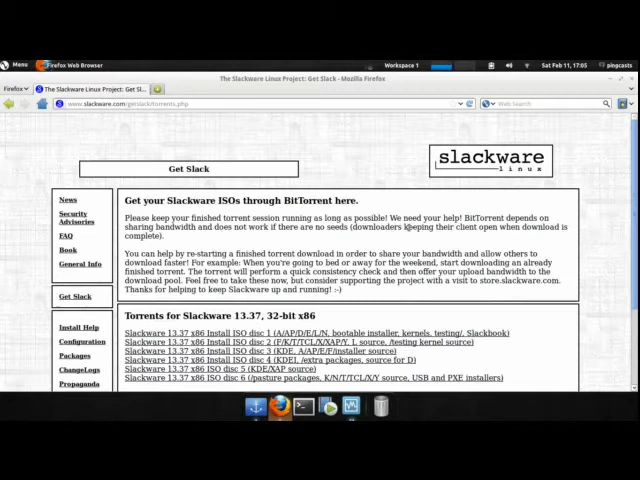 Menu Firefox Web Browser Workspace 1 Sat Feb 11, 17:05 pingcasts
The Slackware Linux Project: Get Slack - Mozilla Firefox
Firefox The Slackware Linux Project: Get Sl...
www.slackware.com/getslack/torrents.php Web Search
slackware
linux
Get Slack
News
Security
Advisories
FAQ
Book
General Info
Get Slack
Install Help
Configuration
Packages
ChangeLogs
Propaganda
Get your Slackware ISOs through BitTorrent here.
Please keep your finished torrent session running as long as possible! We need your help! BitTorrent depends on
sharing bandwidth and does not work if there are no seeds (downloaders keeping their client open when download is
complete).
You can help by re-starting a finished torrent download in order to share your bandwidth and allow others to
download faster! For example: When you're going to bed or away for the weekend, start downloading an already
finished torrent. The torrent will perform a quick consistency check and then offer your upload bandwidth to the
download pool. Feel free to take these now, but consider supporting the project with a visit to store.slackware.com.
Thanks for helping to keep Slackware up and running! :-)
Torrents for Slackware 13.37, 32-bit x86
Slackware 13.37 x86 Install ISO disc 1 (A/AP/D/E/L/N, bootable installer, kernels, testing/, Slackbook)
Slackware 13.37 x86 Install ISO disc 2 (F/K/T/TCL/X/XAP/Y, L source, /testing kernel source)
Slackware 13.37 x86 Install ISO disc 3 (KDE, A/AP/E/F/installer source)
Slackware 13.37 x86 Install ISO disc 4 (KDEI, /extra packages, source for D)
Slackware 13.37 x86 ISO disc 5 (KDE/XAP source)
Slackware 13.37 x86 ISO disc 6 (/pasture packages, K/N/T/TCL/X/Y source, USB and PXE installers)